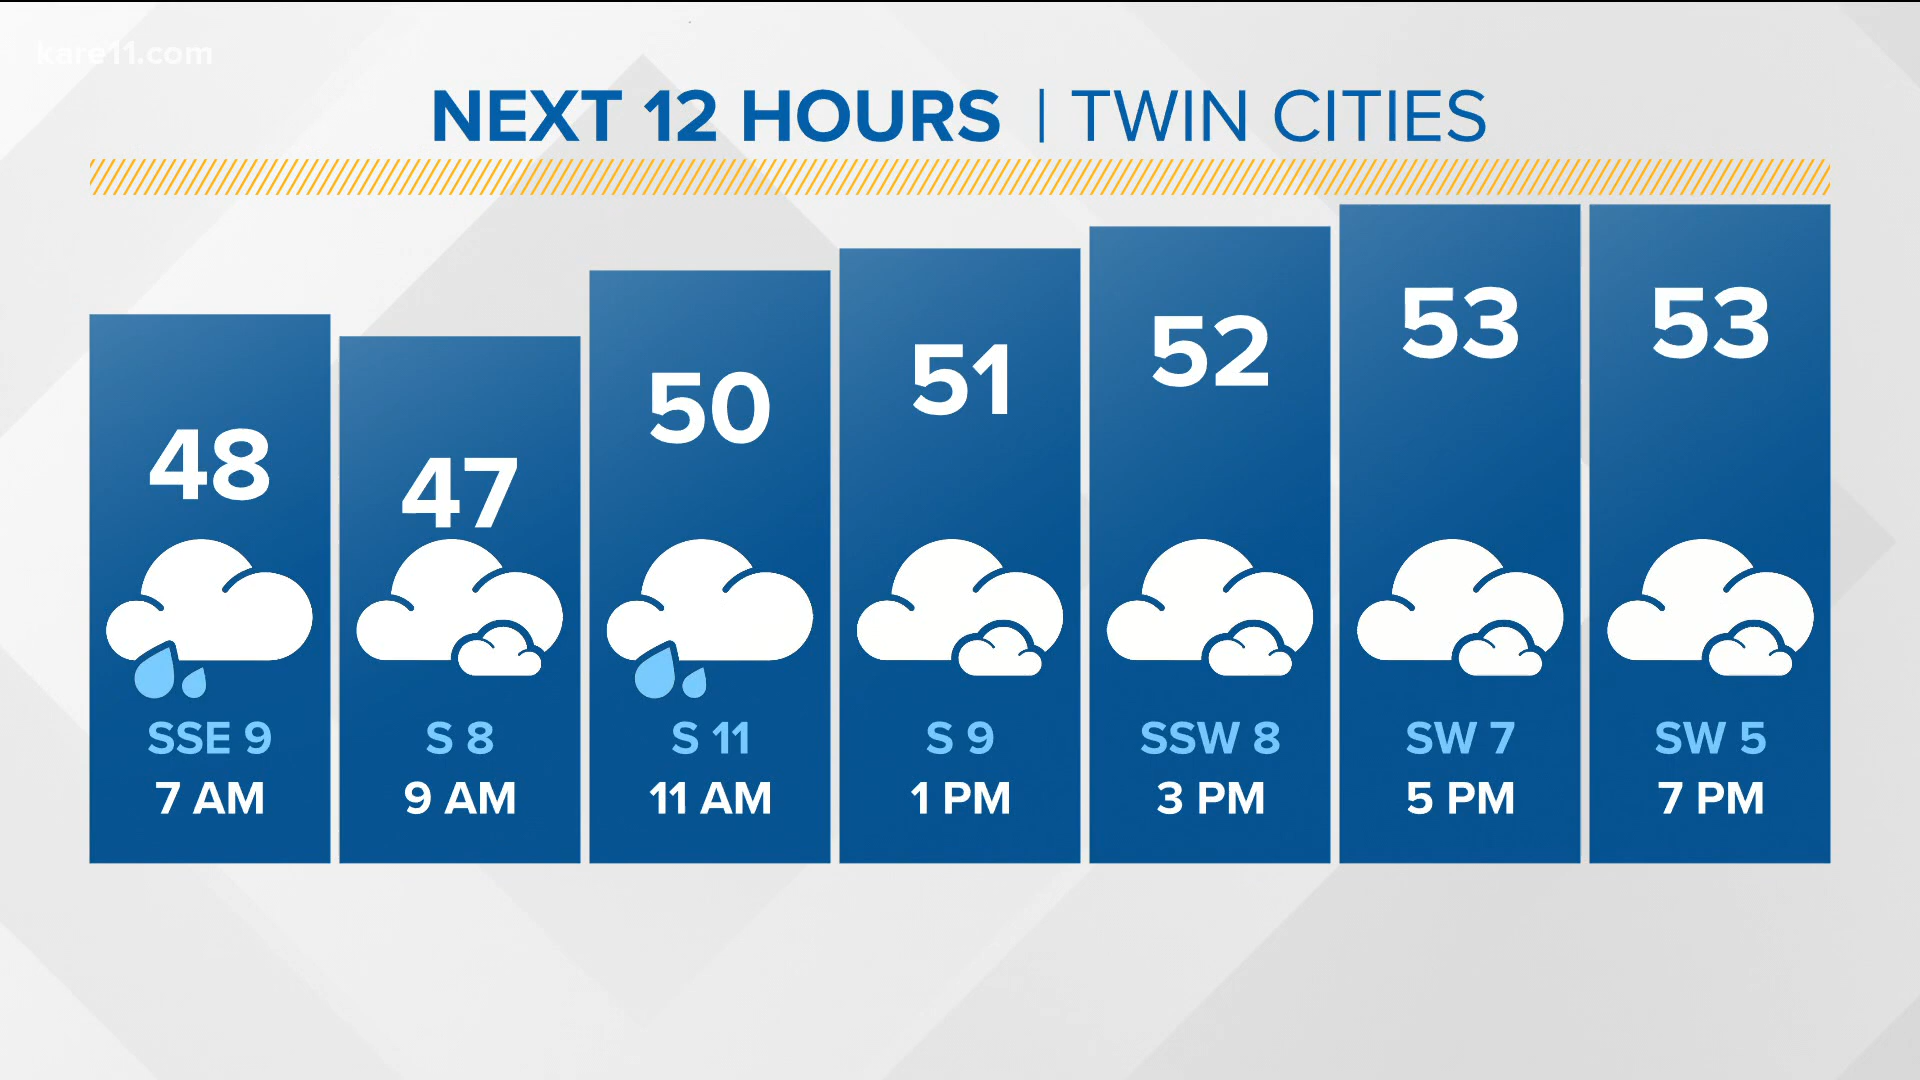 kare11.com
NEXT 12 HOURS | TWIN CITIES
48
SSE 9
7 AM
47
S 8
9 AM
50
S 11
11 AM
51
S 9
1 PM
52
SSW 8
3 PM
53
SW 7
5 PM
53
SW 5
7 PM